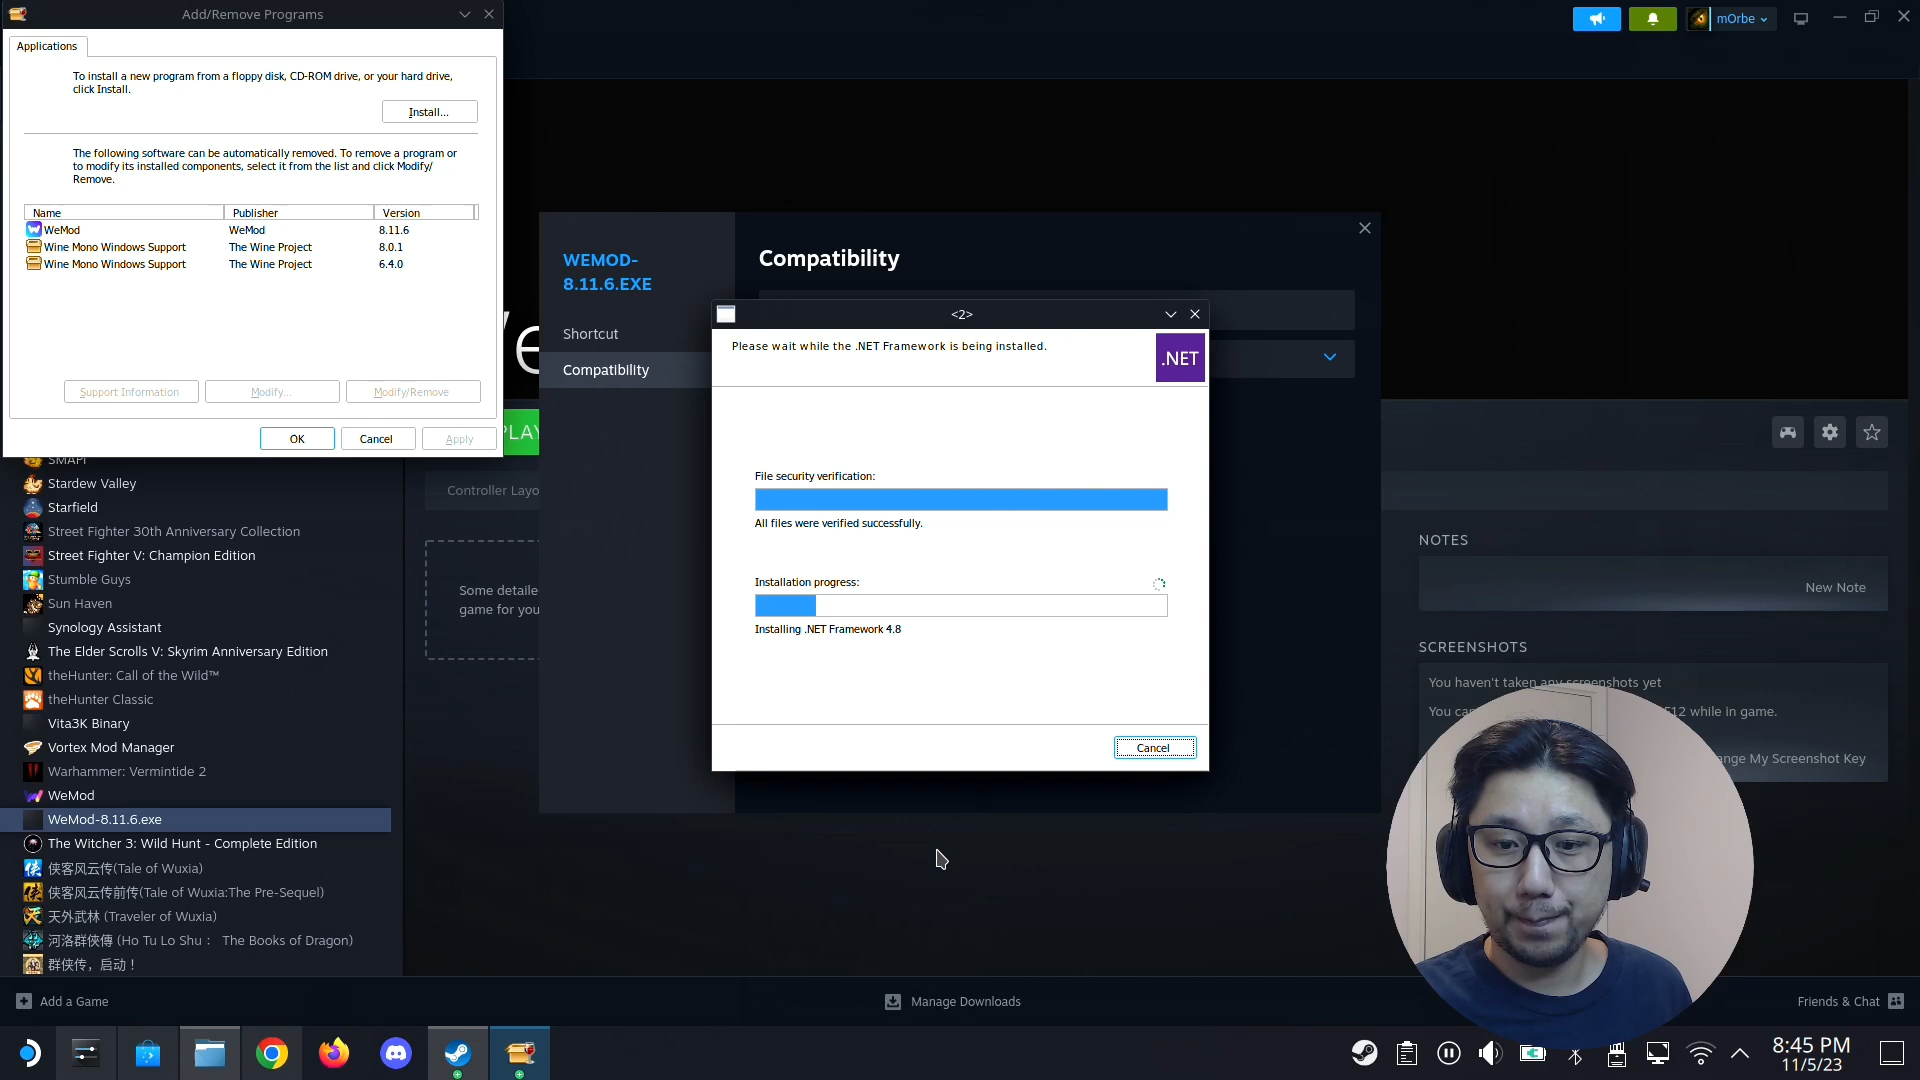 Add/Remove Programs
Applications
To install a new program from a floppy disk, CD-ROM drive, or your hard drive,
click Install.
Install...
The following software can be automatically removed. To remove a program or
to modify its installed components, select it from the list and click Modify/
Remove.
Name Publisher Version
WeMod WeMod 8.11.6
Wine Mono Windows Support The Wine Project 8.0.1
Wine Mono Windows Support The Wine Project 6.4.0
Support Information Modify... Modify/Remove
OK Cancel Apply
mOrbe
WEMOD-
8.11.6.EXE
Shortcut
Compatibility
Compatibility
<2>
Please wait while the .NET Framework is being installed.
.NET
File security verification:
All files were verified successfully.
Installation progress:
Installing .NET Framework 4.8
Cancel
PLAY
Controller Layo
Some detaile
game for you
NOTES
New Note
SCREENSHOTS
You haven't taken any screenshots yet
You can F12 while in game.
ange My Screenshot Key
SMAPI
Stardew Valley
Starfield
Street Fighter 30th Anniversary Collection
Street Fighter V: Champion Edition
Stumble Guys
Sun Haven
Synology Assistant
The Elder Scrolls V: Skyrim Anniversary Edition
theHunter: Call of the Wild™
theHunter Classic
Vita3K Binary
Vortex Mod Manager
Warhammer: Vermintide 2
WeMod
WeMod-8.11.6.exe
The Witcher 3: Wild Hunt - Complete Edition
侠客风云传(Tale of Wuxia)
侠客风云传前传(Tale of Wuxia:The Pre-Sequel)
天外武林 (Traveler of Wuxia)
河洛群俠傳 (Ho Tu Lo Shu： The Books of Dragon)
群侠传，启动！
Add a Game
Manage Downloads
Friends & Chat
8:45 PM
11/5/23